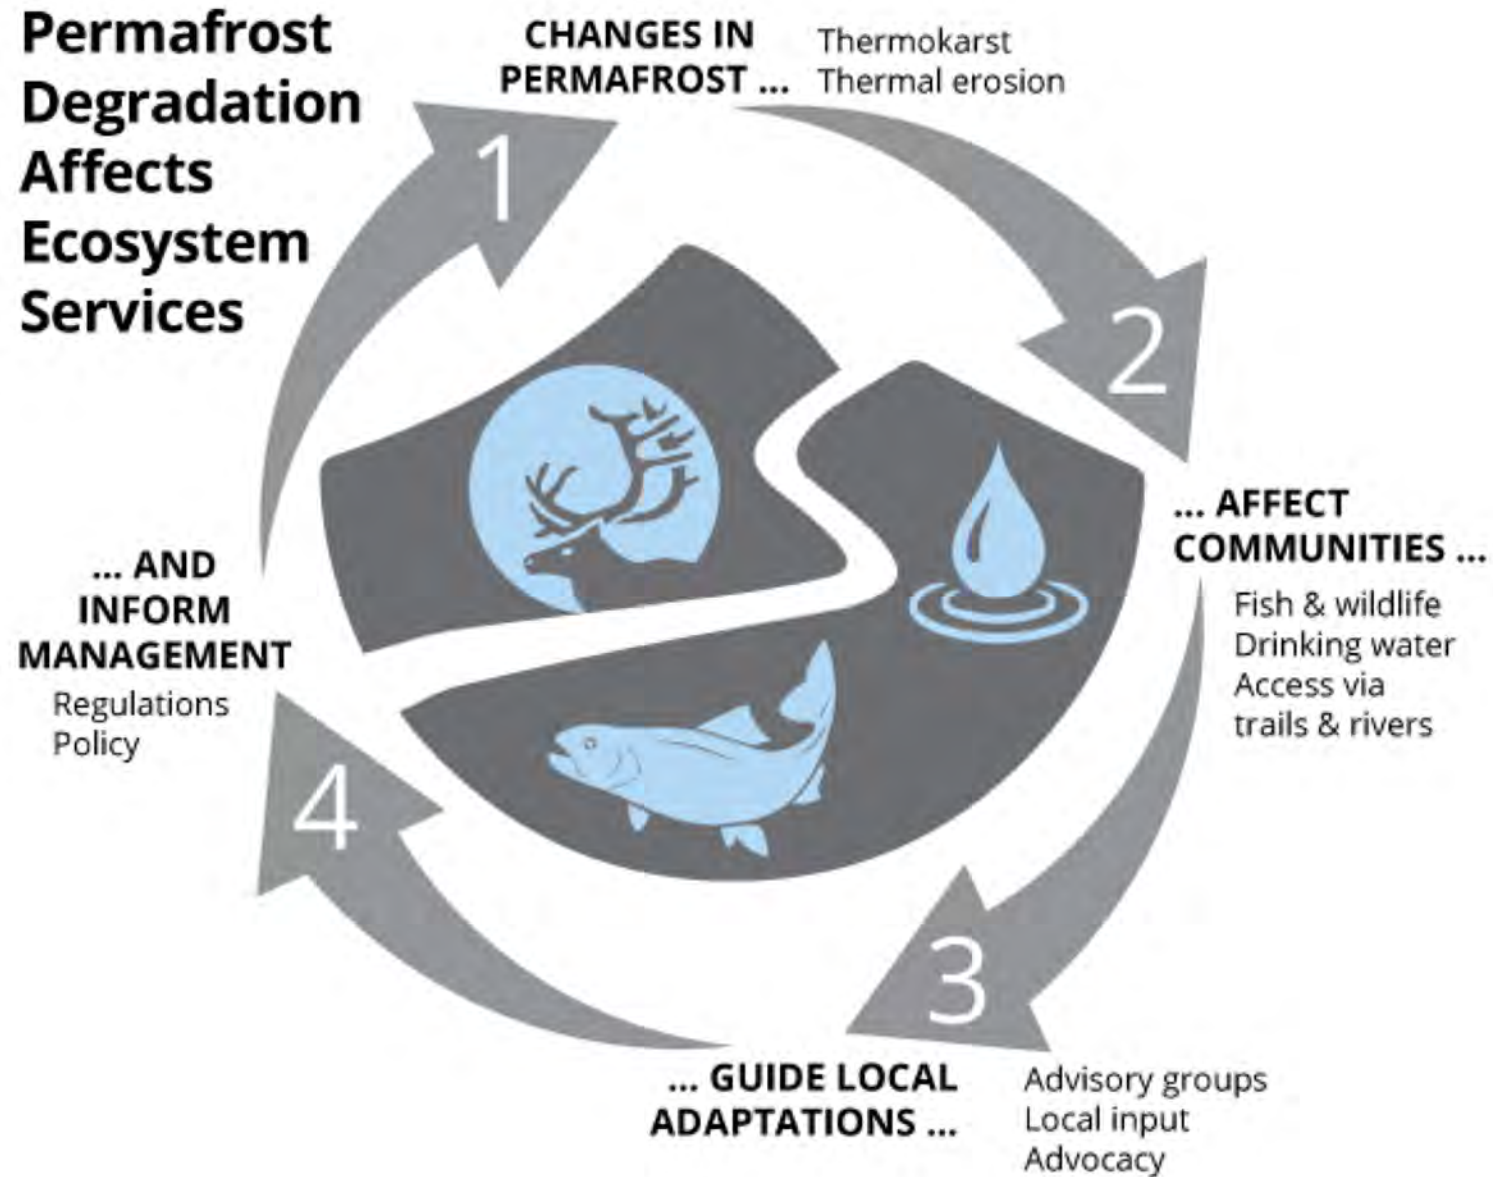 Permafrost
Degradation
Affects
Ecosystem
Services
CHANGES IN
PERMAFROST ...
Thermokarst
Thermal erosion
1
2
... AFFECT
COMMUNITIES ...
Fish & wildlife
Drinking water
Access via
trails & rivers
3
... GUIDE LOCAL
ADAPTATIONS ...
Advisory groups
Local input
Advocacy
4
... AND
INFORM
MANAGEMENT
Regulations
Policy